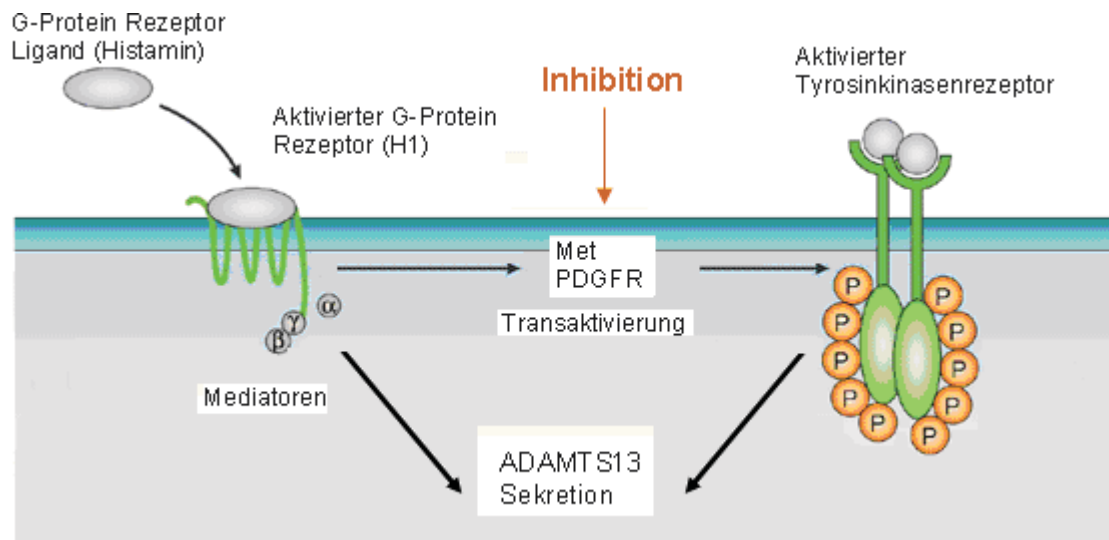 G-Protein Rezeptor
Ligand (Histamin)
Aktivierter G-Protein
Rezeptor (H1)
Inhibition
Aktivierter
Tyrosinkinasenrezeptor
Met
PDGFR
Transaktivierung
α
γ
β
Mediatoren
P
P
P
P
P
P
P
P
P
P
ADAMTS13
Sekretion